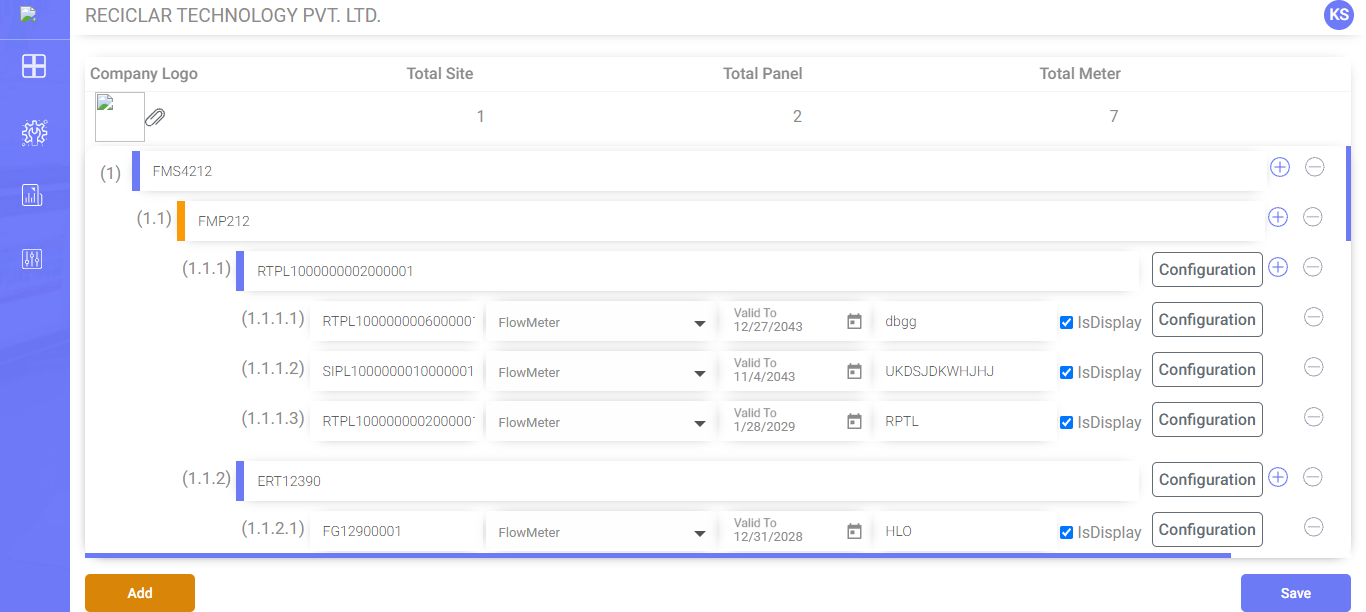 RECICLAR TECHNOLOGY PVT. LTD.
KS
Company Logo Total Site Total Panel Total Meter
1 2 7
(1) FMS4212
(1.1) FMP212
(1.1.1) RTPL1000000002000001 Configuration
(1.1.1.1) RTPL100000000600000 FlowMeter Valid To 12/27/2043 dbgg IsDisplay Configuration
(1.1.1.2) SIPL1000000010000001 FlowMeter Valid To 11/4/2043 UKDSJDKWHJHJ IsDisplay Configuration
(1.1.1.3) RTPL100000000200000 FlowMeter Valid To 1/28/2029 RPTL IsDisplay Configuration
(1.1.2) ERT12390 Configuration
(1.1.2.1) FG12900001 FlowMeter Valid To 12/31/2028 HLO IsDisplay Configuration
Add Save